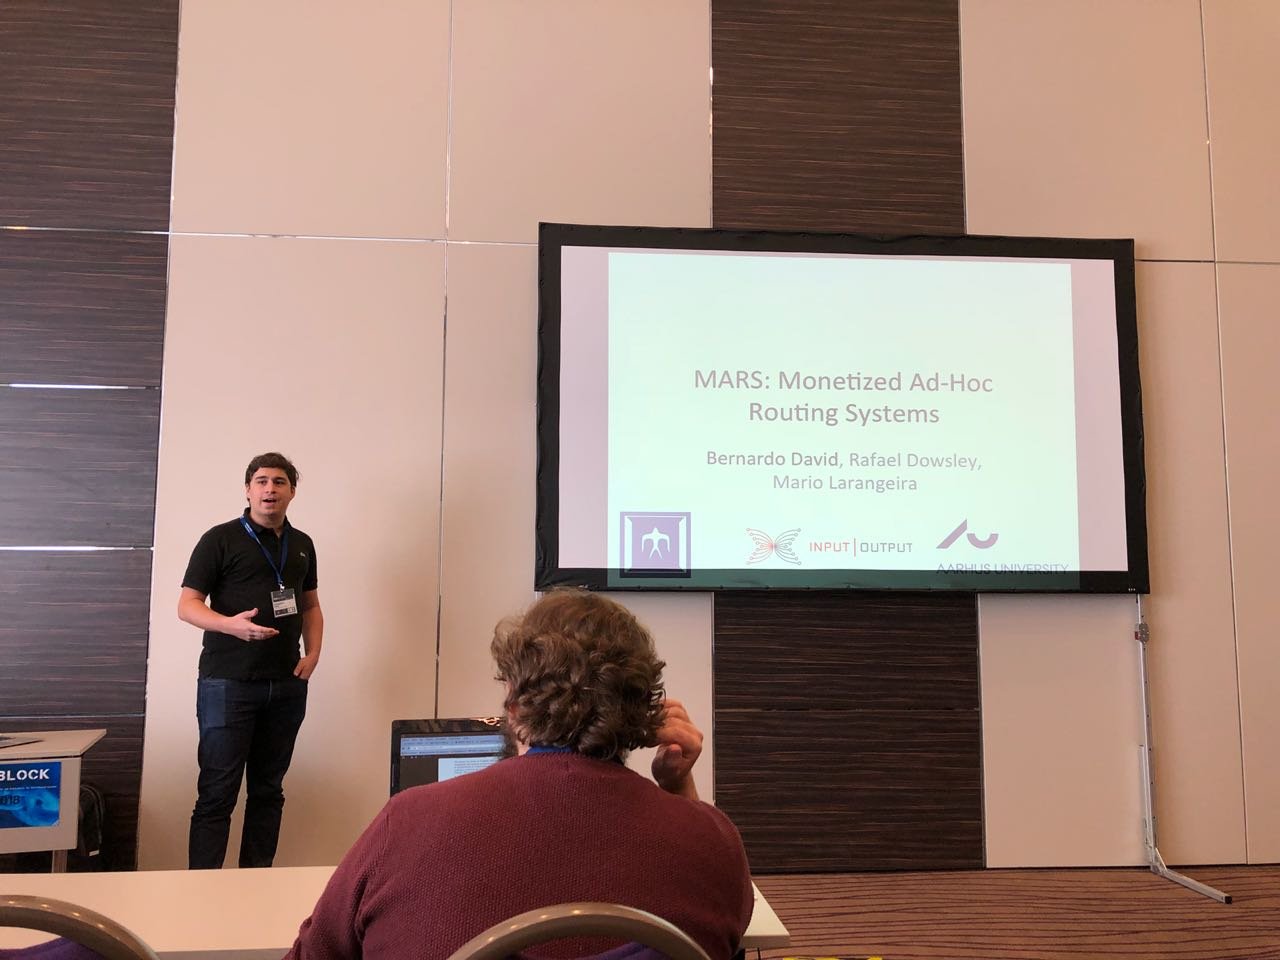 MARS: Monetized Ad-Hoc
Routing Systems
Bernardo David, Rafael Dowsley,
Mario Larangeira
INPUT | OUTPUT
AARHUS UNIVERSITY
BLOCK